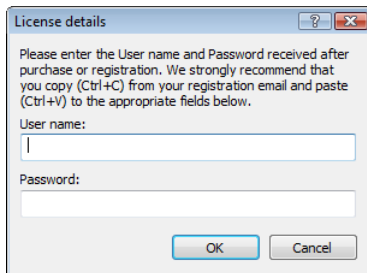 License details
Please enter the User name and Password received after
purchase or registration. We strongly recommend that
you copy (Ctrl+C) from your registration email and paste
(Ctrl+V) to the appropriate fields below.
User name:
Password:
OK Cancel